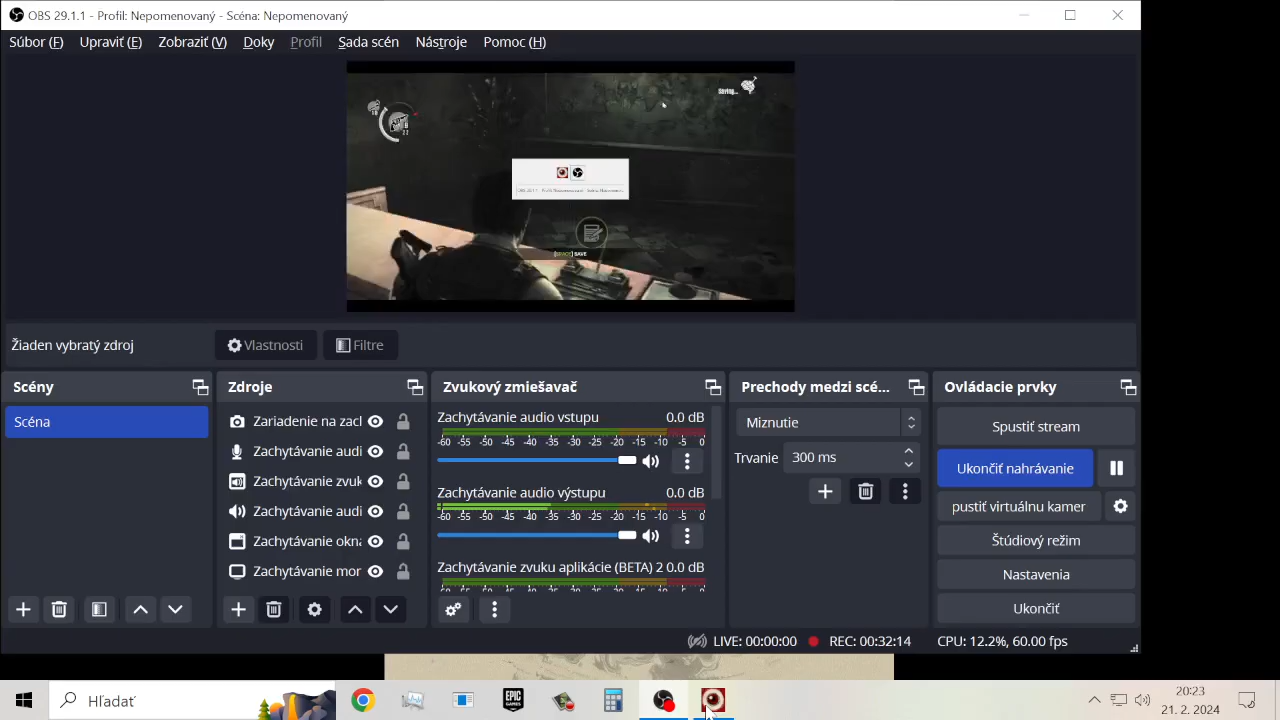 OBS 29.1.1 - Profil: Nepomenovaný - Scéna: Nepomenovaný
Súbor (F) Upraviť (E) Zobraziť (V) Doky Profil Sada scén Nástroje Pomoc (H)
Saving...
[SPACE] SAVE
Žiaden vybratý zdroj Vlastnosti Filtre
Scény Zdroje Zvukový zmiešavač Prechody medzi scé... Ovládacie prvky
Scéna
Zariadenie na zacl
Zachytávanie audi
Zachytávanie zvuk
Zachytávanie audi
Zachytávanie okna
Zachytávanie mor
Zachytávanie audio vstupu 0.0 dB
-60 -55 -50 -45 -40 -35 -30 -25 -20 -15 -10 -5 0
Zachytávanie audio výstupu 0.0 dB
-60 -55 -50 -45 -40 -35 -30 -25 -20 -15 -10 -5 0
Zachytávanie zvuku aplikácie (BETA) 2 0.0 dB
Miznutie
Trvanie 300 ms
Spustiť stream
Ukončiť nahrávanie
pustiť virtuálnu kamer
Štúdiový režim
Nastavenia
Ukončiť
LIVE: 00:00:00 REC: 00:32:14 CPU: 12.2%, 60.00 fps
Hľadať
EPIC
GAMES
20:23
21. 2. 2024